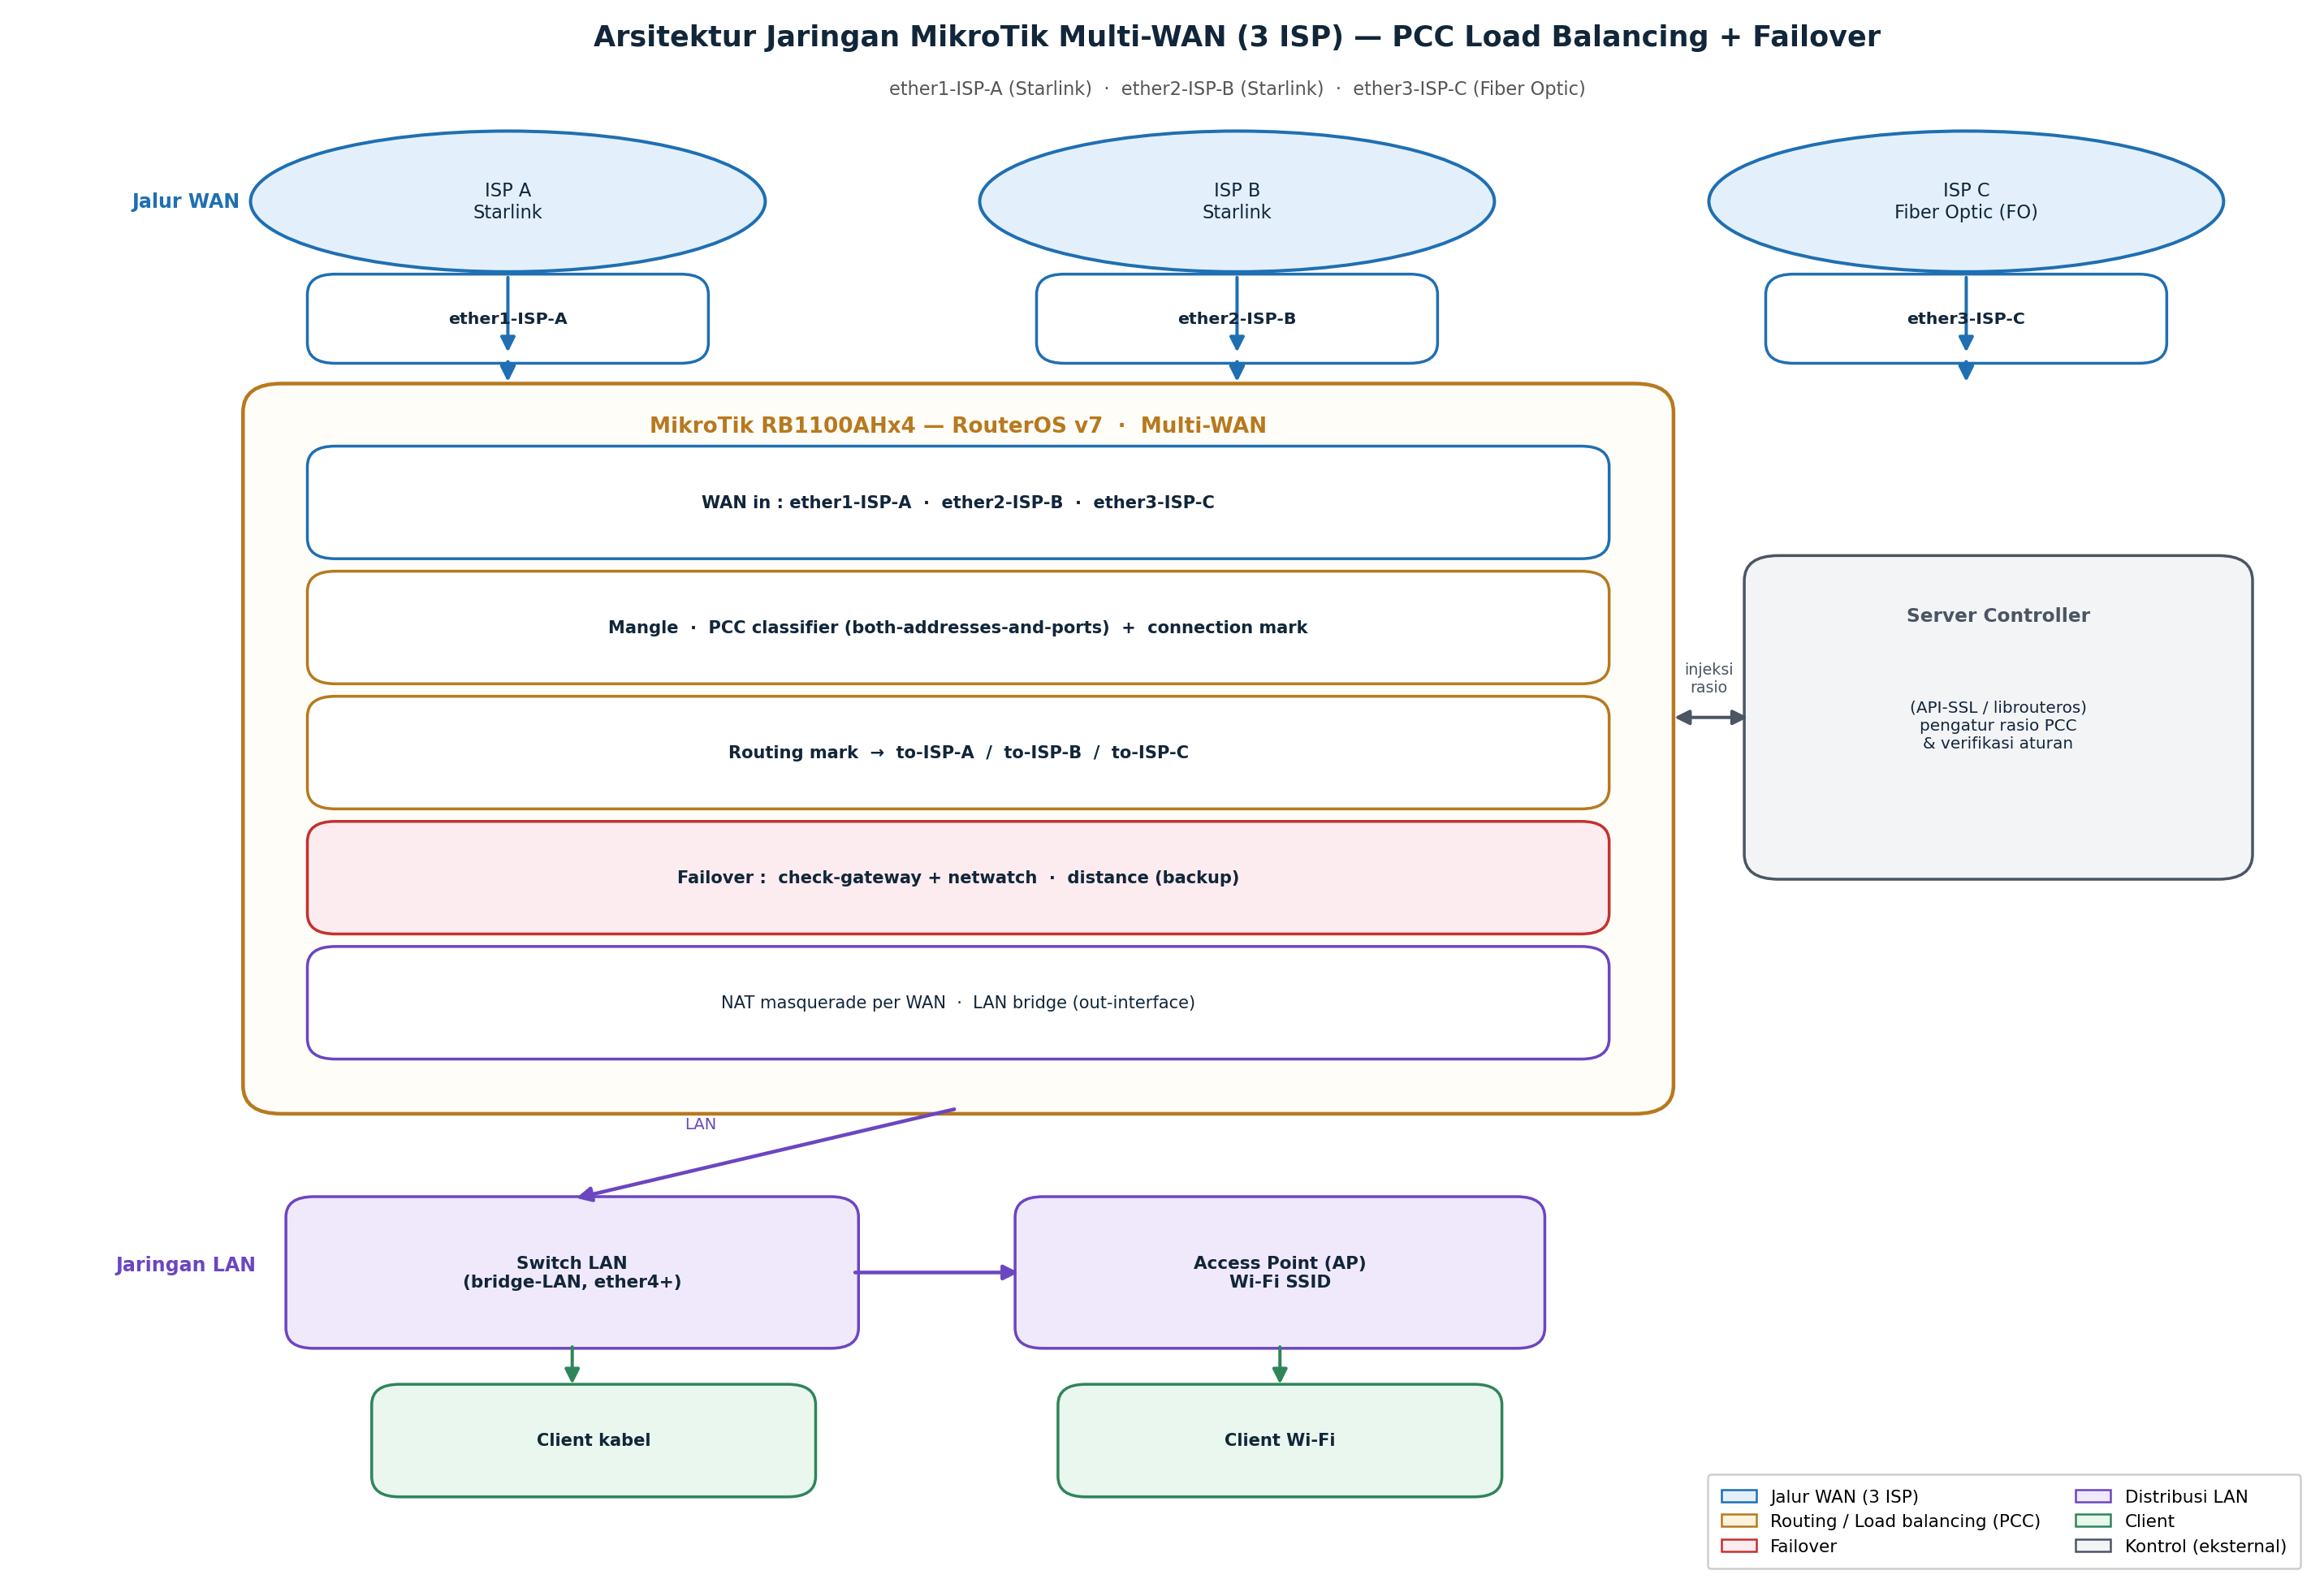 Arsitektur Jaringan MikroTik Multi-WAN (3 ISP) — PCC Load Balancing + Failover
ether1-ISP-A (Starlink) · ether2-ISP-B (Starlink) · ether3-ISP-C (Fiber Optic)
Jalur WAN
ISP A
Starlink
ISP B
Starlink
ISP C
Fiber Optic (FO)
ether1-ISP-A
ether2-ISP-B
ether3-ISP-C
MikroTik RB1100AHx4 — RouterOS v7 · Multi-WAN
WAN in : ether1-ISP-A · ether2-ISP-B · ether3-ISP-C
Mangle · PCC classifier (both-addresses-and-ports) + connection mark
Routing mark → to-ISP-A / to-ISP-B / to-ISP-C
Failover : check-gateway + netwatch · distance (backup)
NAT masquerade per WAN · LAN bridge (out-interface)
injeksi
rasio
Server Controller
(API-SSL / librouteros)
pengatur rasio PCC
& verifikasi aturan
LAN
Jaringan LAN
Switch LAN
(bridge-LAN, ether4+)
Access Point (AP)
Wi-Fi SSID
Client kabel
Client Wi-Fi
Jalur WAN (3 ISP)
Routing / Load balancing (PCC)
Failover
Distribusi LAN
Client
Kontrol (eksternal)